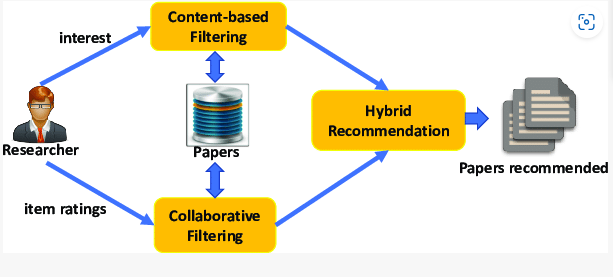 Content-based
Filtering
interest
Researcher
Papers
Hybrid
Recommendation
Papers recommended
item ratings
Collaborative
Filtering